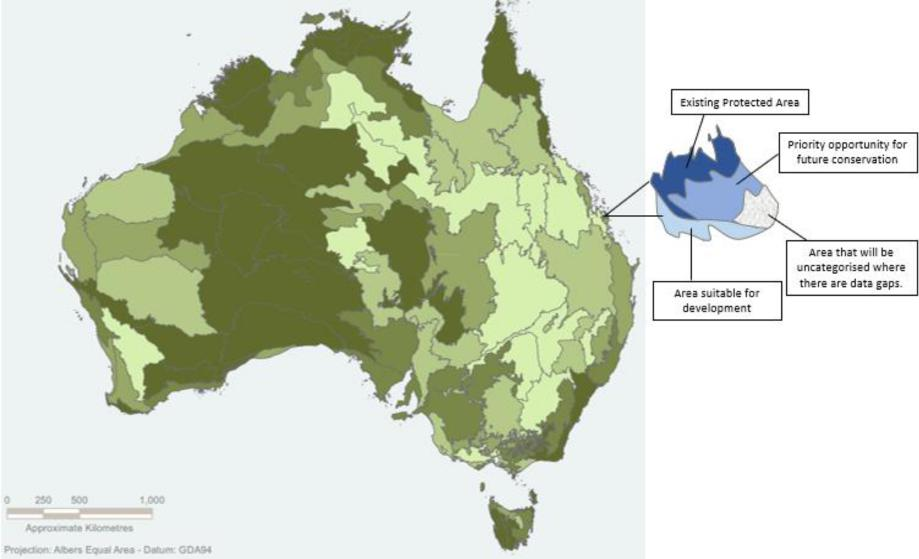 Existing Protected Area
Priority opportunity for
future conservation
Area that will be
uncategorised where
there are data gaps.
Area suitable for
development
0 250 500 1,000
Approximate Kilometres
Projection: Albers Equal Area - Datum: GDA94